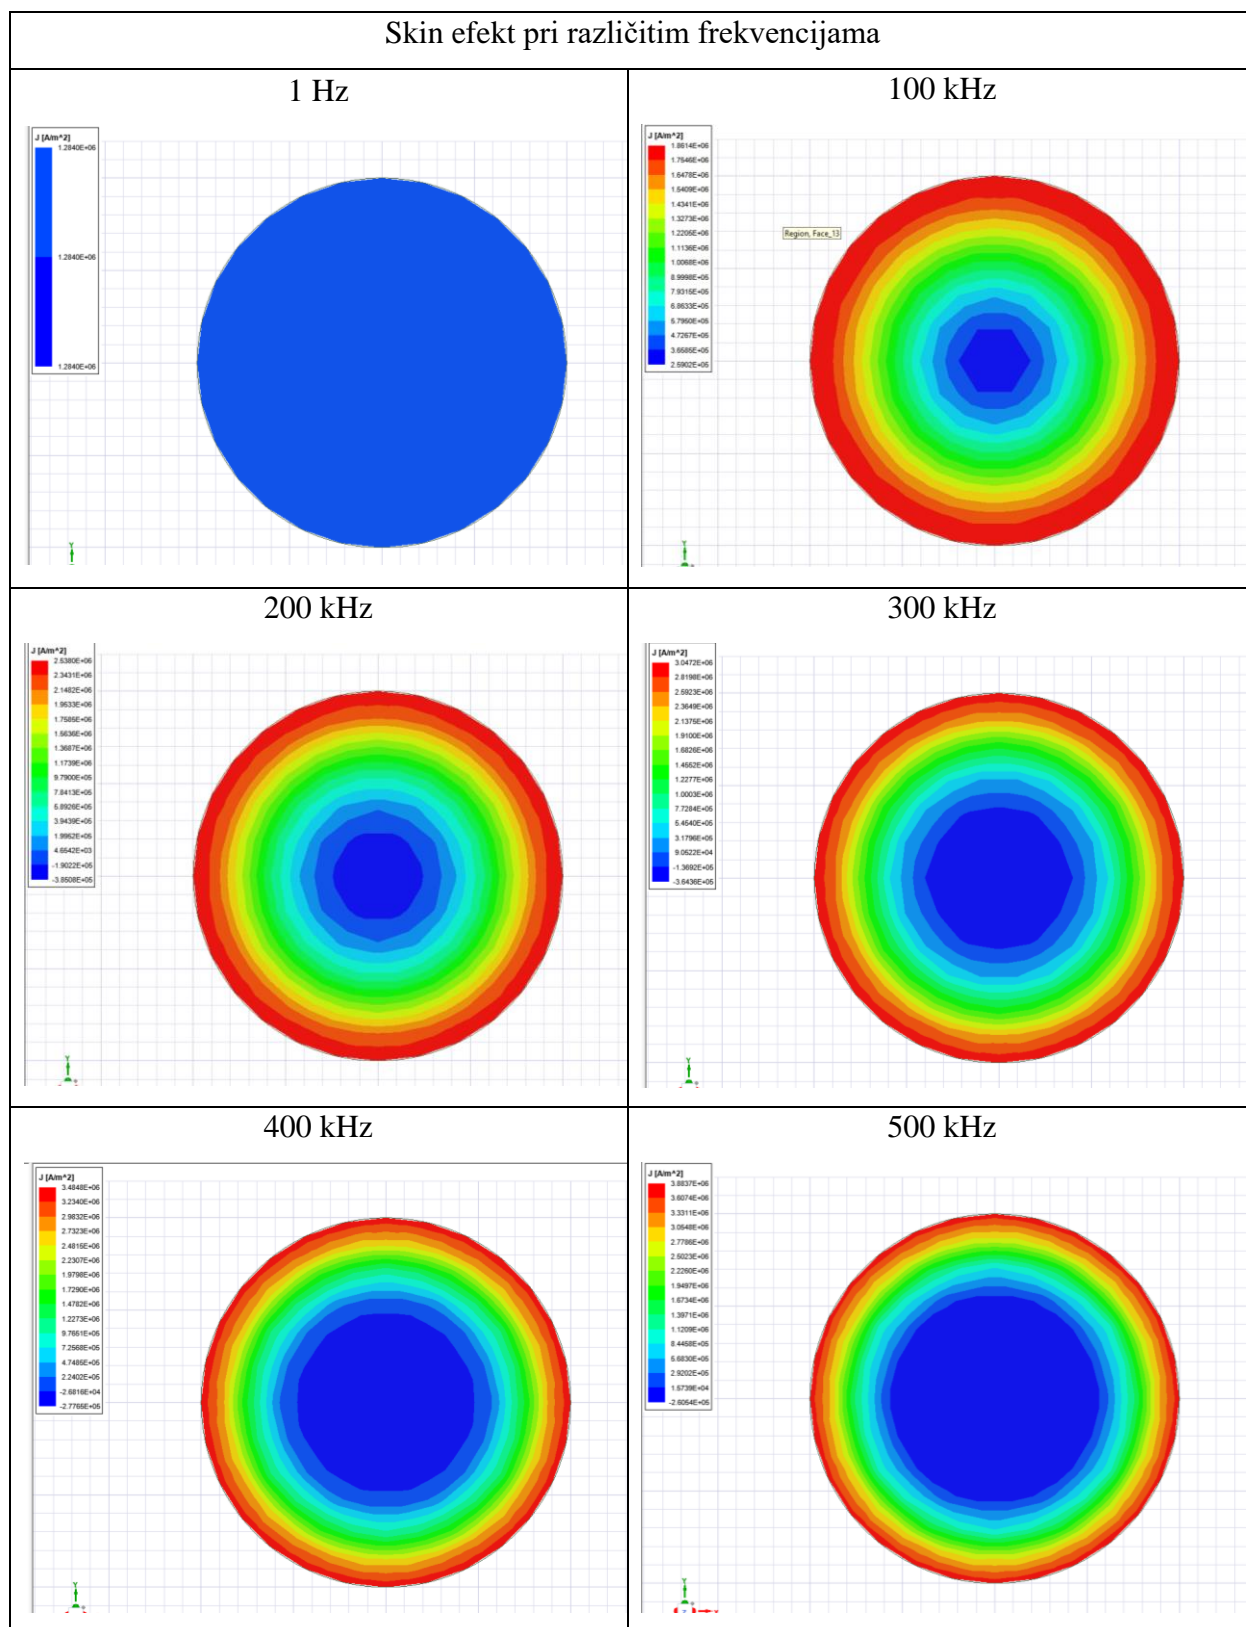 Skin efekt pri različitim frekvencijama
1 Hz
J [A/m^2]
1.2840E+06
1.2840E+06
1.2840E+06
Y
100 kHz
J [A/m^2]
1.8614E+06
1.7546E+06
1.6478E+06
1.5409E+06
1.4341E+06
1.3273E+06
1.2205E+06
1.1136E+06
1.0068E+06
8.9998E+05
7.9315E+05
6.8633E+05
5.7950E+05
4.7267E+05
3.6585E+05
2.5902E+05
Region, Face_13
Y
200 kHz
J [A/m^2]
2.5380E+06
2.3431E+06
2.1482E+06
1.9533E+06
1.7585E+06
1.5636E+06
1.3687E+06
1.1739E+06
9.7900E+05
7.8413E+05
5.8926E+05
3.9439E+05
1.9952E+05
4.6542E+03
-1.9022E+05
-3.8508E+05
Y
300 kHz
J [A/m^2]
3.0472E+06
2.8198E+06
2.5923E+06
2.3649E+06
2.1375E+06
1.9100E+06
1.6826E+06
1.4552E+06
1.2277E+06
1.0003E+06
7.7284E+05
5.4540E+05
3.1796E+05
9.0522E+04
-1.3692E+05
-3.6436E+05
Y
400 kHz
J [A/m^2]
3.4848E+06
3.2340E+06
2.9832E+06
2.7323E+06
2.4815E+06
2.2307E+06
1.9798E+06
1.7290E+06
1.4782E+06
1.2273E+06
9.7651E+05
7.2568E+05
4.7485E+05
2.2402E+05
-2.6816E+04
-2.7765E+05
Y
500 kHz
J [A/m^2]
3.8837E+06
3.6074E+06
3.3311E+06
3.0548E+06
2.7786E+06
2.5023E+06
2.2260E+06
1.9497E+06
1.6734E+06
1.3971E+06
1.1209E+06
8.4458E+05
5.6830E+05
2.9202E+05
1.5739E+04
-2.6054E+05
Y